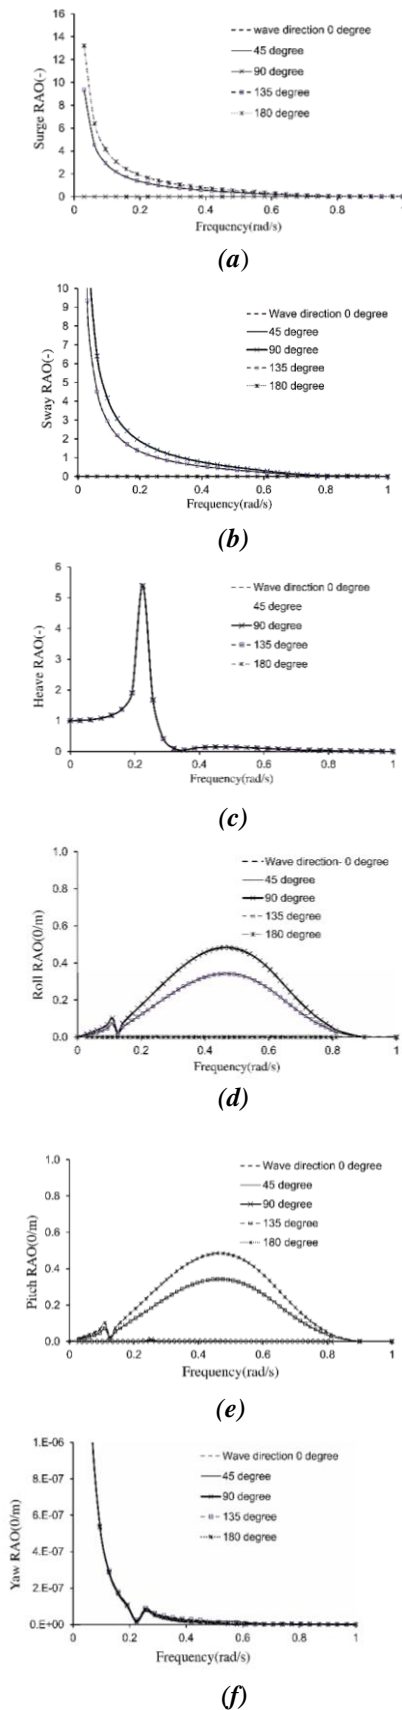 16
14
12
10
8
6
4
2
0
Surge RAO(-)
wave direction 0 degree
45 degree
90 degree
135 degree
180 degree
0 0.2 0.4 0.6 0.8 1
Frequency(rad/s)
(a)
10
9
8
7
6
5
4
3
2
1
0
Sway RAO(-)
Wave direction 0 degree
45 degree
90 degree
135 degree
180 degree
0 0.2 0.4 0.6 0.8 1
Frequency(rad/s)
(b)
6
5
4
3
2
1
0
Heave RAO(-)
Wave direction 0 degree
45 degree
90 degree
135 degree
180 degree
0 0.2 0.4 0.6 0.8 1
Frequency(rad/s)
(c)
1.0
0.8
0.6
0.4
0.2
0.0
Roll RAO(0/m)
Wave direction- 0 degree
45 degree
90 degree
135 degree
180 degree
0 0.2 0.4 0.6 0.8 1
Frequency(rad/s)
(d)
1.0
0.8
0.6
0.4
0.2
0.0
Pitch RAO(0/m)
Wave direction 0 degree
45 degree
90 degree
135 degree
180 degree
0 0.2 0.4 0.6 0.8 1
Frequency(rad/s)
(e)
1.E-06
8.E-07
6.E-07
4.E-07
2.E-07
0.E+00
Yaw RAO(0/m)
Wave direction 0 degree
45 degree
90 degree
135 degree
180 degree
0 0.2 0.4 0.6 0.8 1
Frequency(rad/s)
(f)